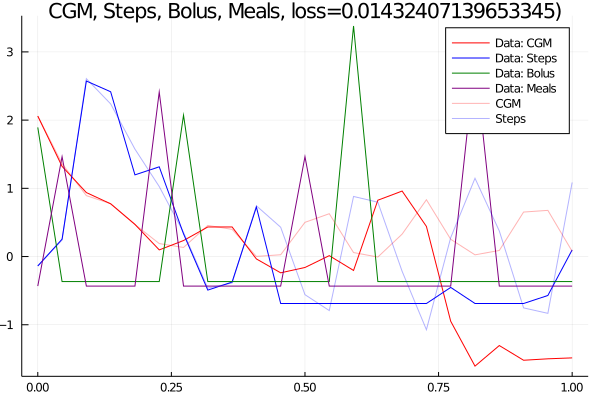 CGM, Steps, Bolus, Meals, loss=0.01432407139653345)
Data: CGM
Data: Steps
Data: Bolus
Data: Meals
CGM
Steps
3
2
1
0
−1
0.00 0.25 0.50 0.75 1.00